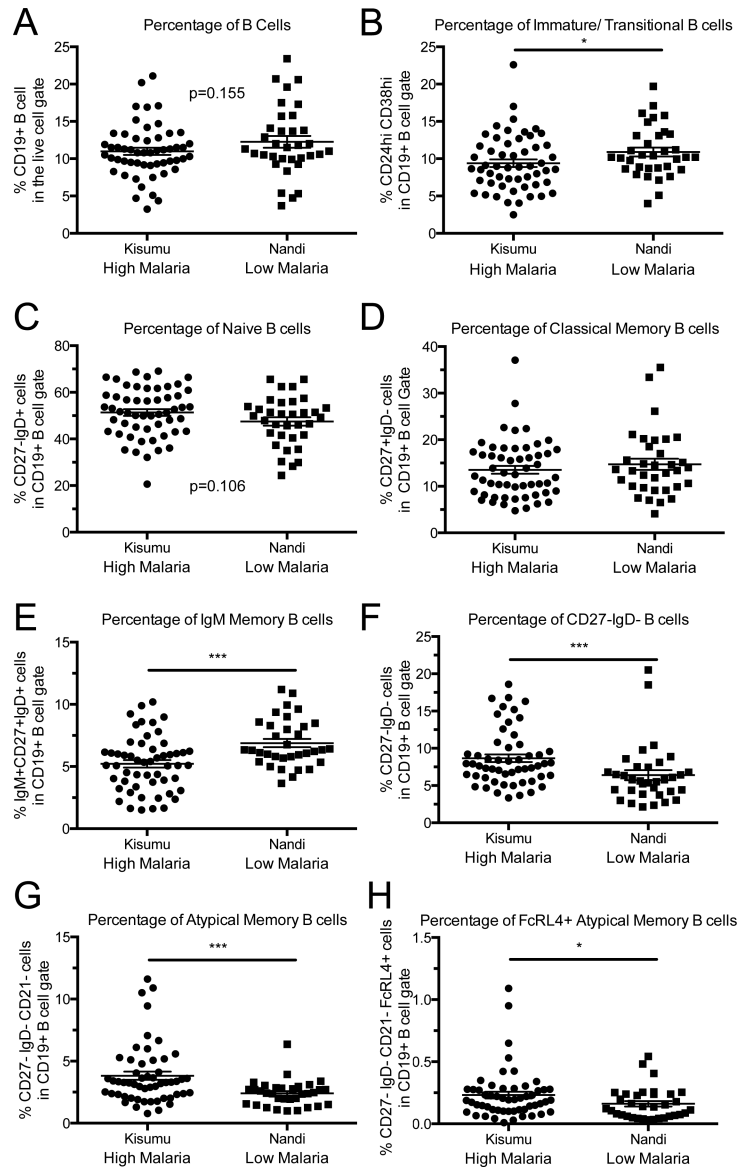 A
Percentage of B Cells
% CD19+ B cell
in the live cell gate
25
20
15
10
5
0
p=0.155
Kisumu
High Malaria
Nandi
Low Malaria
B
Percentage of Immature/ Transitional B cells
% CD24hi CD38hi
in CD19+ B cell gate
25
20
15
10
5
0
*
Kisumu
High Malaria
Nandi
Low Malaria
C
Percentage of Naive B cells
% CD27-IgD+ cells
in CD19+ B cell gate
80
60
40
20
0
p=0.106
Kisumu
High Malaria
Nandi
Low Malaria
D
Percentage of Classical Memory B cells
% CD27+IgD- cells
in CD19+ B cell Gate
40
30
20
10
0
Kisumu
High Malaria
Nandi
Low Malaria
E
Percentage of IgM Memory B cells
% IgM+CD27+IgD+ cells
in CD19+ B cell gate
15
10
5
0
***
Kisumu
High Malaria
Nandi
Low Malaria
F
Percentage of CD27-IgD- B cells
% CD27-IgD- cells
in CD19+ B cell gate
25
20
15
10
5
0
***
Kisumu
High Malaria
Nandi
Low Malaria
G
Percentage of Atypical Memory B cells
% CD27- IgD- CD21- cells
in CD19+ B cell gate
15
10
5
0
***
Kisumu
High Malaria
Nandi
Low Malaria
H
Percentage of FcRL4+ Atypical Memory B cells
% CD27- IgD- CD21- FcRL4+ cells
in CD19+ B cell gate
1.5
1.0
0.5
0.0
*
Kisumu
High Malaria
Nandi
Low Malaria